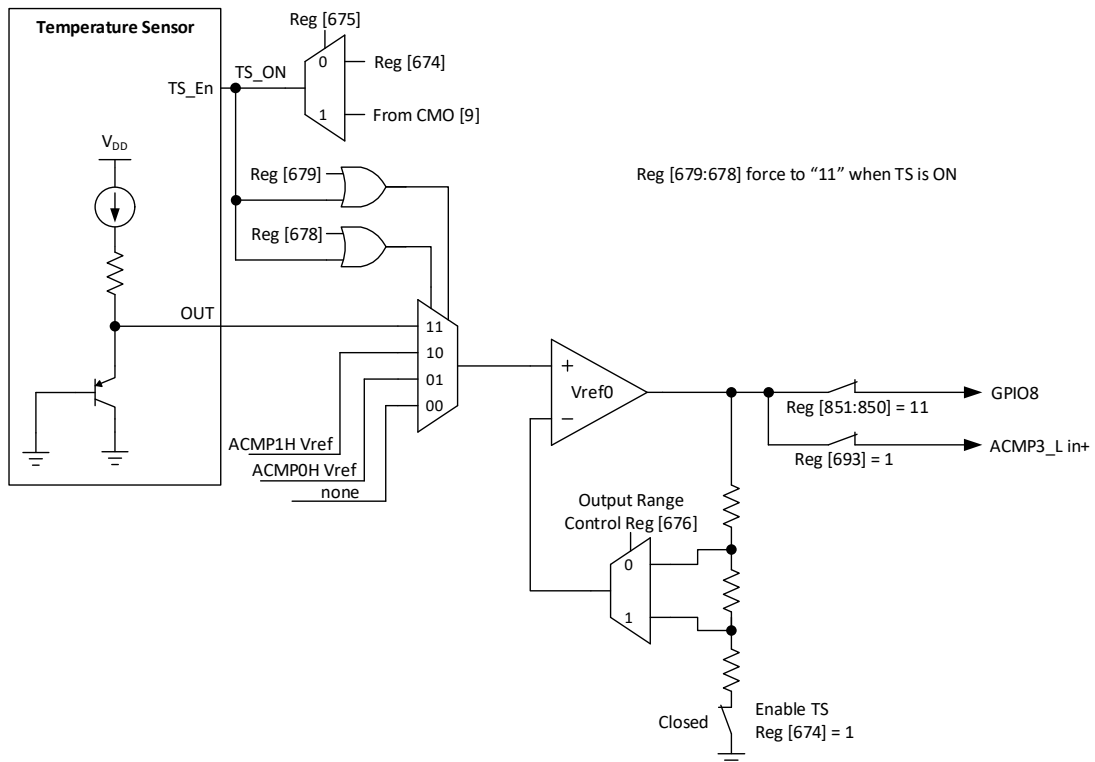 Temperature Sensor
Reg [675]
0
Reg [674]
TS_ON
TS_En
1
From CMO [9]
VDD
Reg [679]
Reg [679:678] force to “11” when TS is ON
Reg [678]
OUT
11
10
01
00
ACMP1H Vref
ACMP0H Vref
none
+
Vref0
−
GPIO8
Reg [851:850] = 11
ACMP3_L in+
Reg [693] = 1
Output Range
Control Reg [676]
0
1
Closed
Enable TS
Reg [674] = 1